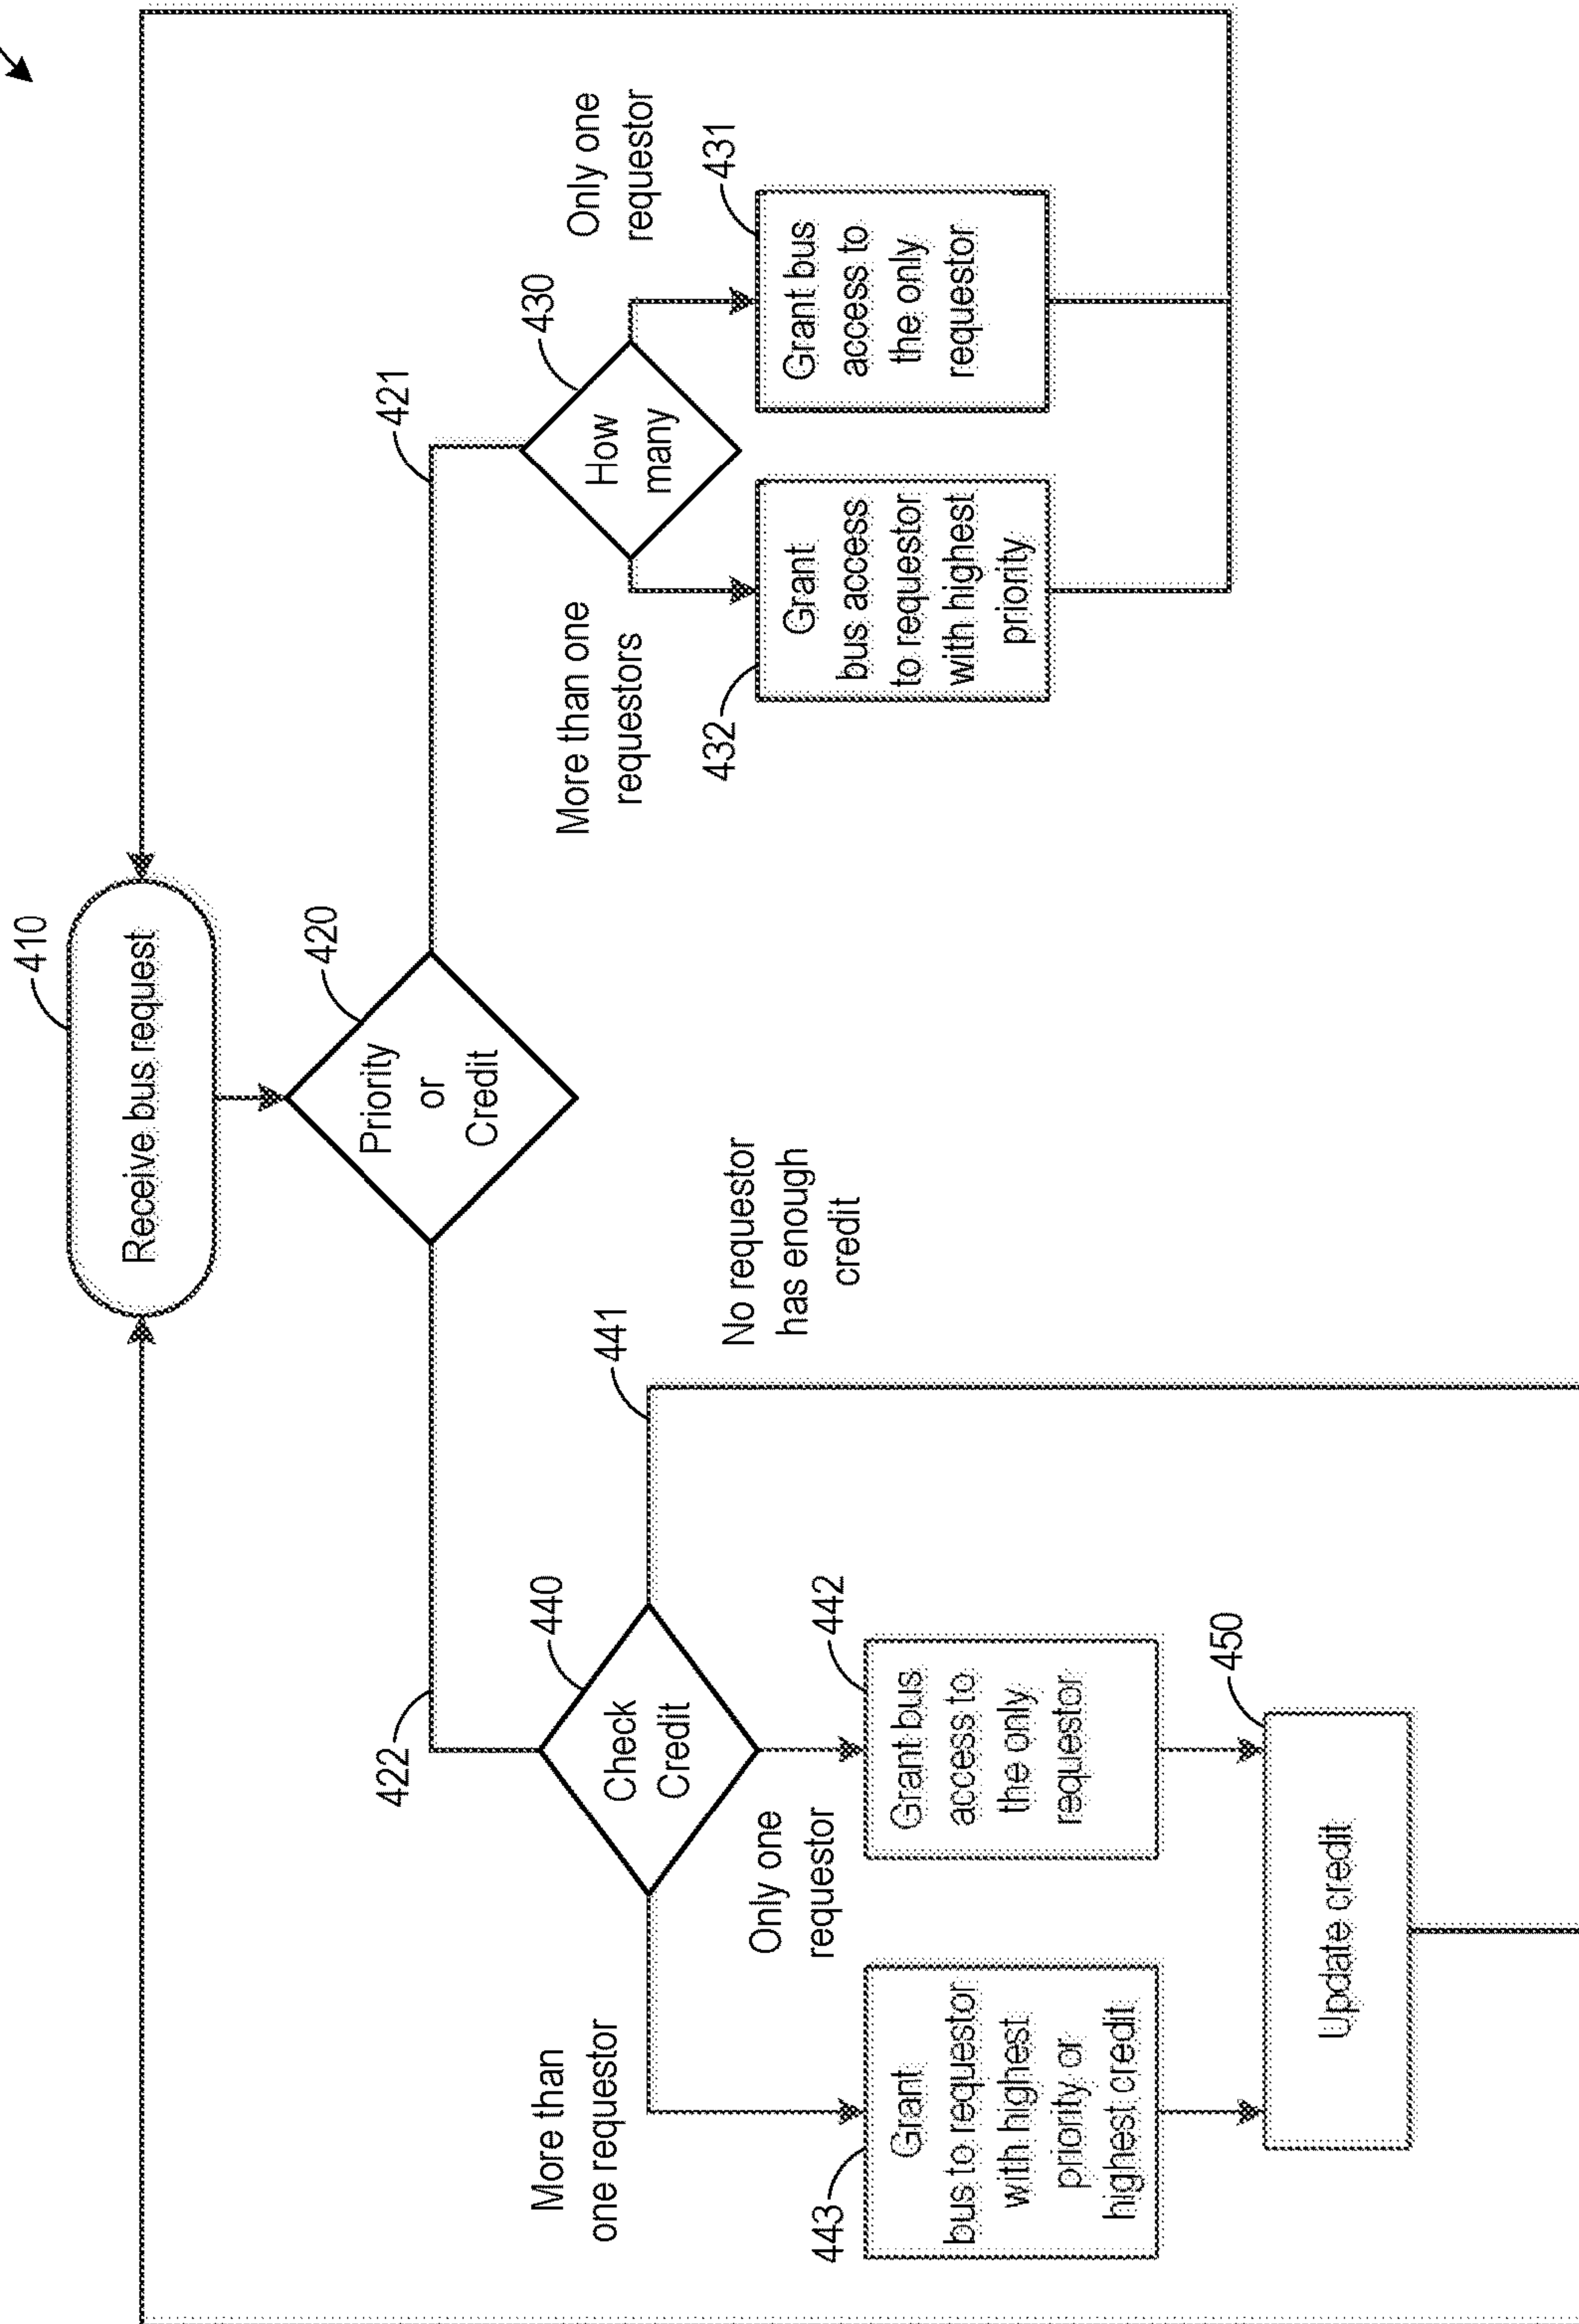 410
Receive bus request
420
Priority
or
Credit
422
421
440
Check
Credit
441
No requestor
has enough
credit
430
How
many
More than
one requestor
Only one
requestor
More than one
requestors
Only one
requestor
443
Grant
bus to requestor
with highest
priority or
highest credit
442
Grant bus
access to
the only
requestor
432
Grant
bus access
to requestor
with highest
priority
431
Grant bus
access to
the only
requestor
450
Update credit